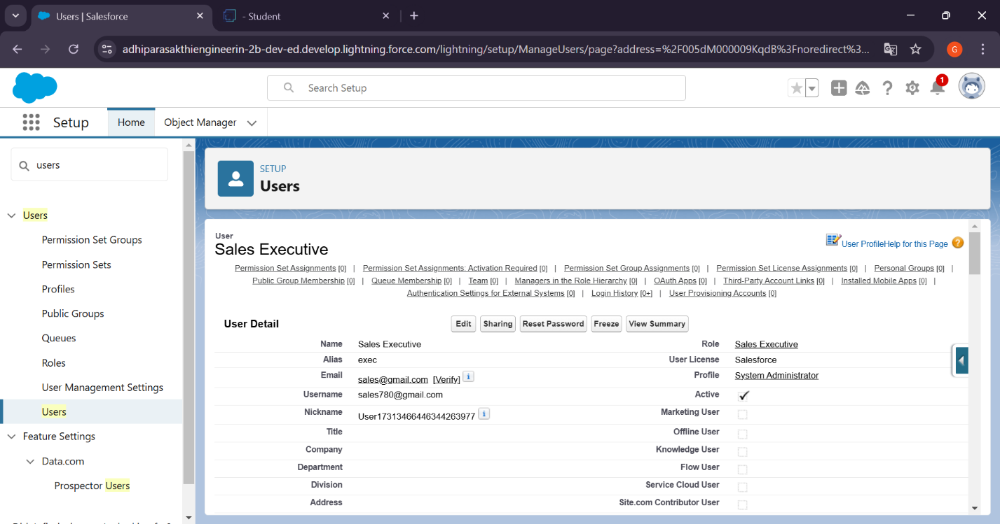 Users | Salesforce
- Student
adhiparasakthiengineerin-2b-dev-ed.develop.lightning.force.com/lightning/setup/ManageUsers/page?address=%2F005dM000009KqdB%3Fnoredirect%3...
G
Search Setup
1
Setup
Home
Object Manager
users
Users
Permission Set Groups
Permission Sets
Profiles
Public Groups
Queues
Roles
User Management Settings
Users
Feature Settings
Data.com
Prospector Users
SETUP
Users
User
Sales Executive
User Profile Help for this Page
Permission Set Assignments [0] | Permission Set Assignments: Activation Required [0] | Permission Set Group Assignments [0] | Permission Set License Assignments [0] | Personal Groups [0] |
Public Group Membership [0] | Queue Membership [0] | Team [0] | Managers in the Role Hierarchy [0] | OAuth Apps [0] | Third-Party Account Links [0] | Installed Mobile Apps [0] |
Authentication Settings for External Systems [0] | Login History [0+] | User Provisioning Accounts [0]
User Detail
Edit Sharing Reset Password Freeze View Summary
Name Sales Executive Role Sales Executive
Alias exec User License Salesforce
Email sales@gmail.com [Verify] i Profile System Administrator
Username sales780@gmail.com Active
Nickname User17313466446344263977 i Marketing User
Title Offline User
Company Knowledge User
Department Flow User
Division Service Cloud User
Address Site.com Contributor User